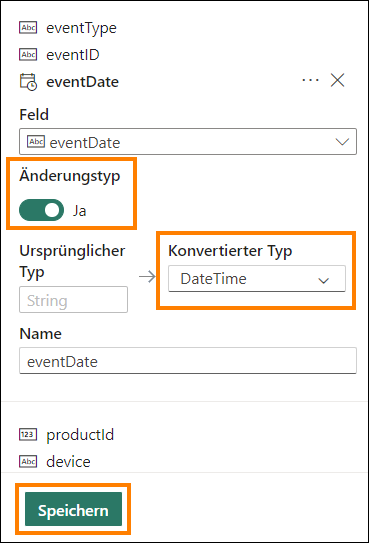 Abc eventType
Abc eventID
eventDate ··· ×
Feld
Abc eventDate
Änderungstyp
Ja
Ursprünglicher Typ → Konvertierter Typ
String DateTime
Name
eventDate
123 productId
Abc device
Speichern